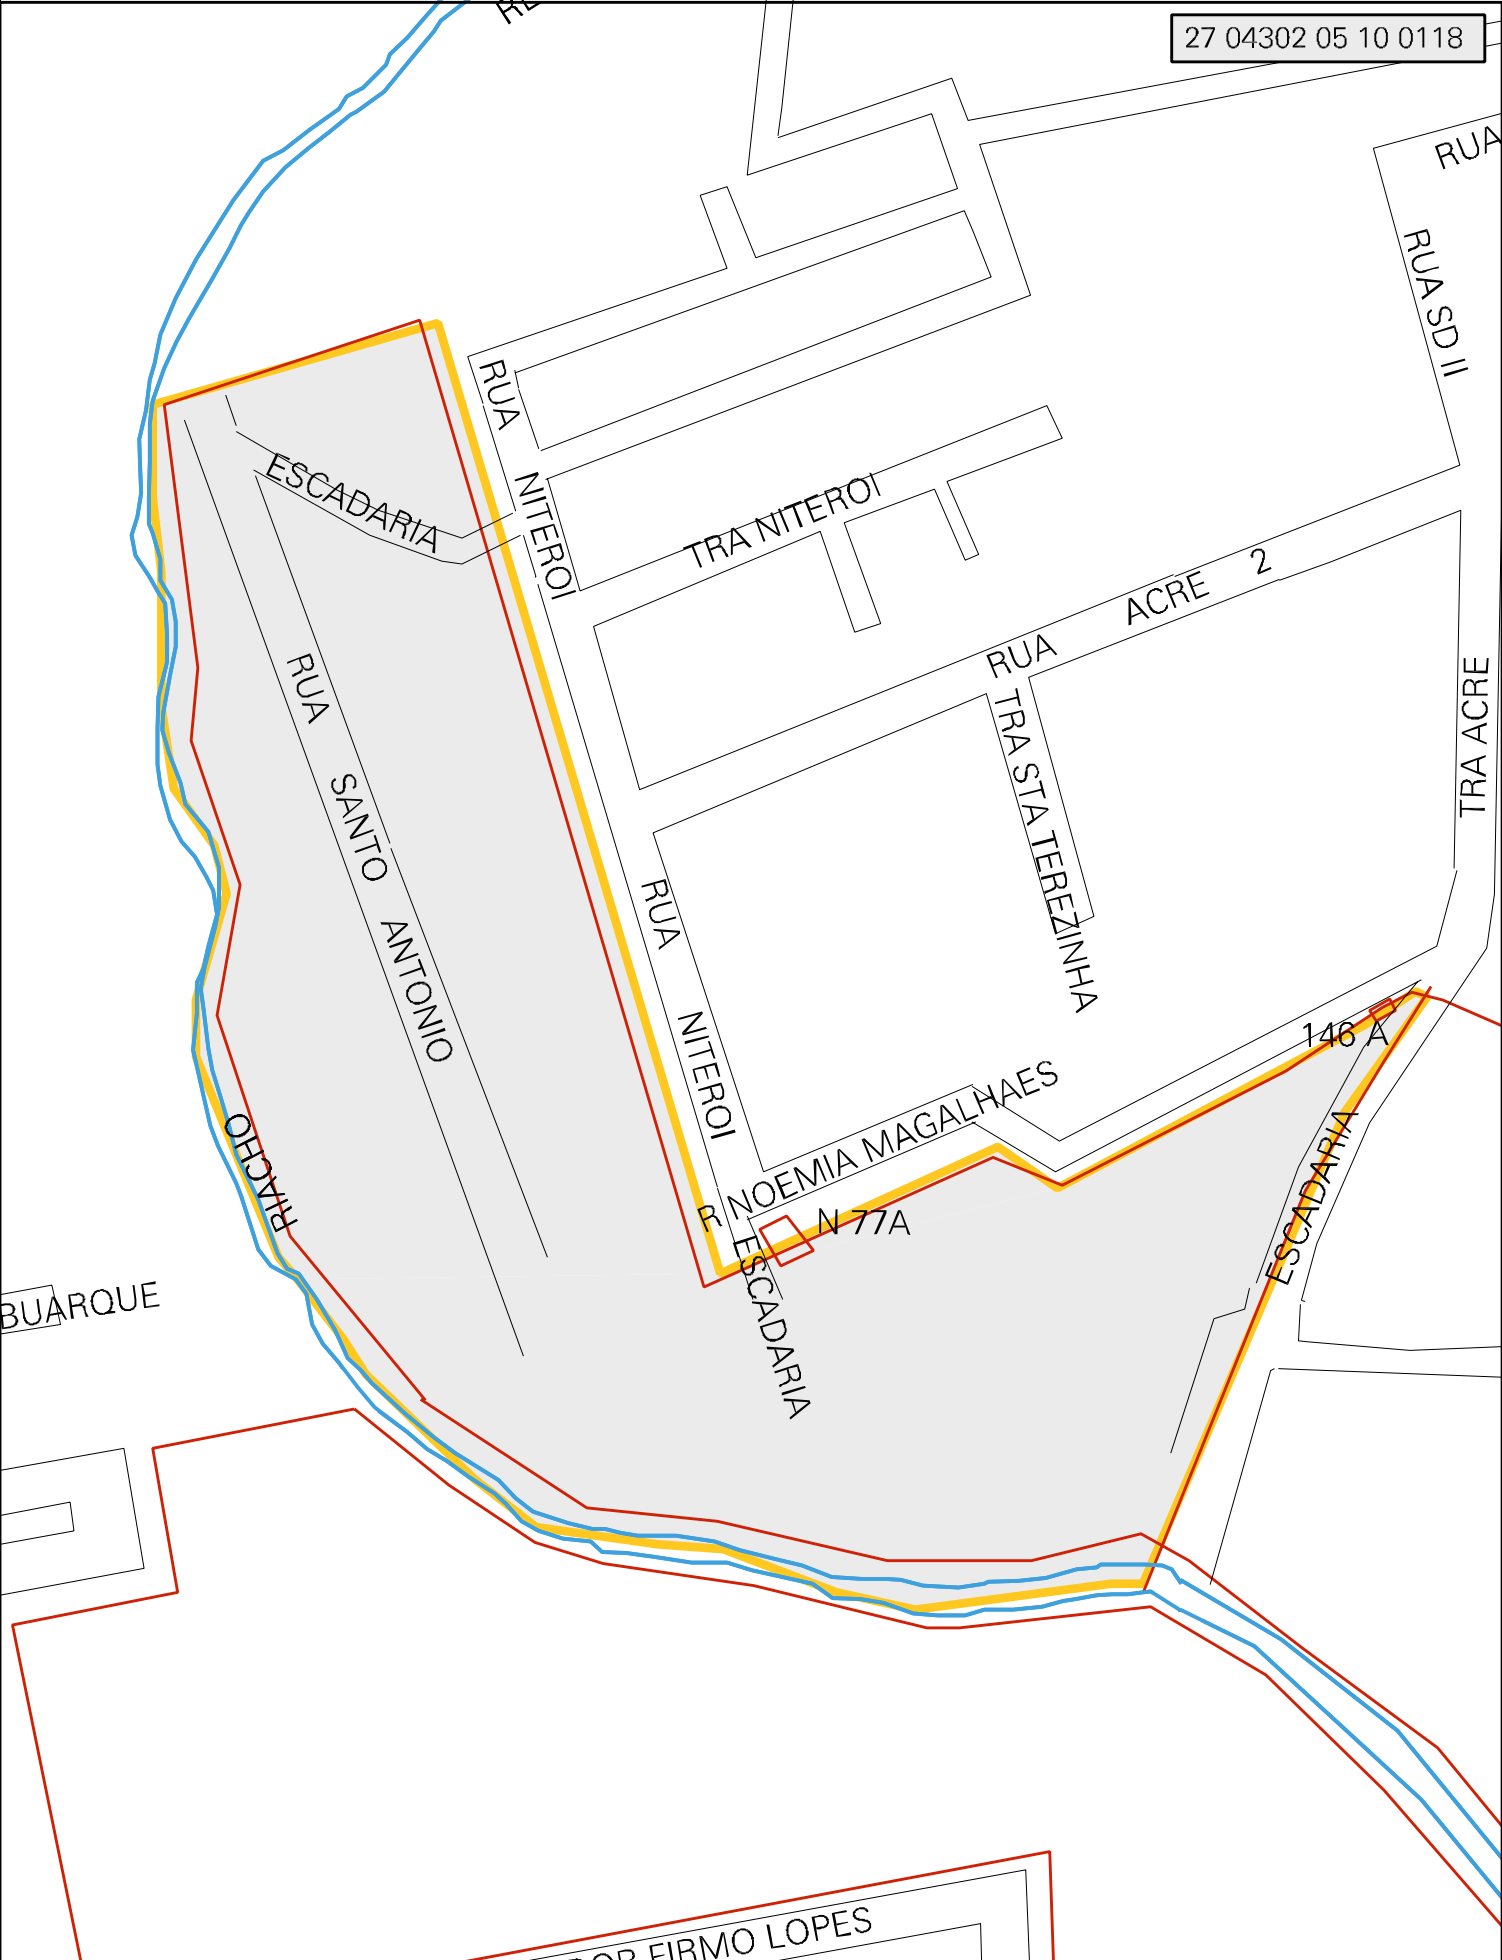 27 04302 05 10 0118
RUA
RUA SD II
RUA
NITEROI
ESCADARIA
TRA NITEROI
RUA ACRE 2
TRA ACRE
RUA SANTO ANTONIO
TRA STA TEREZINHA
RUA
NITEROI
146 A
R NOEMIA MAGALHAES
N 77A
ESCADARIA
ESCADARIA
RIACHO
BUARQUE
FIRMO LOPES